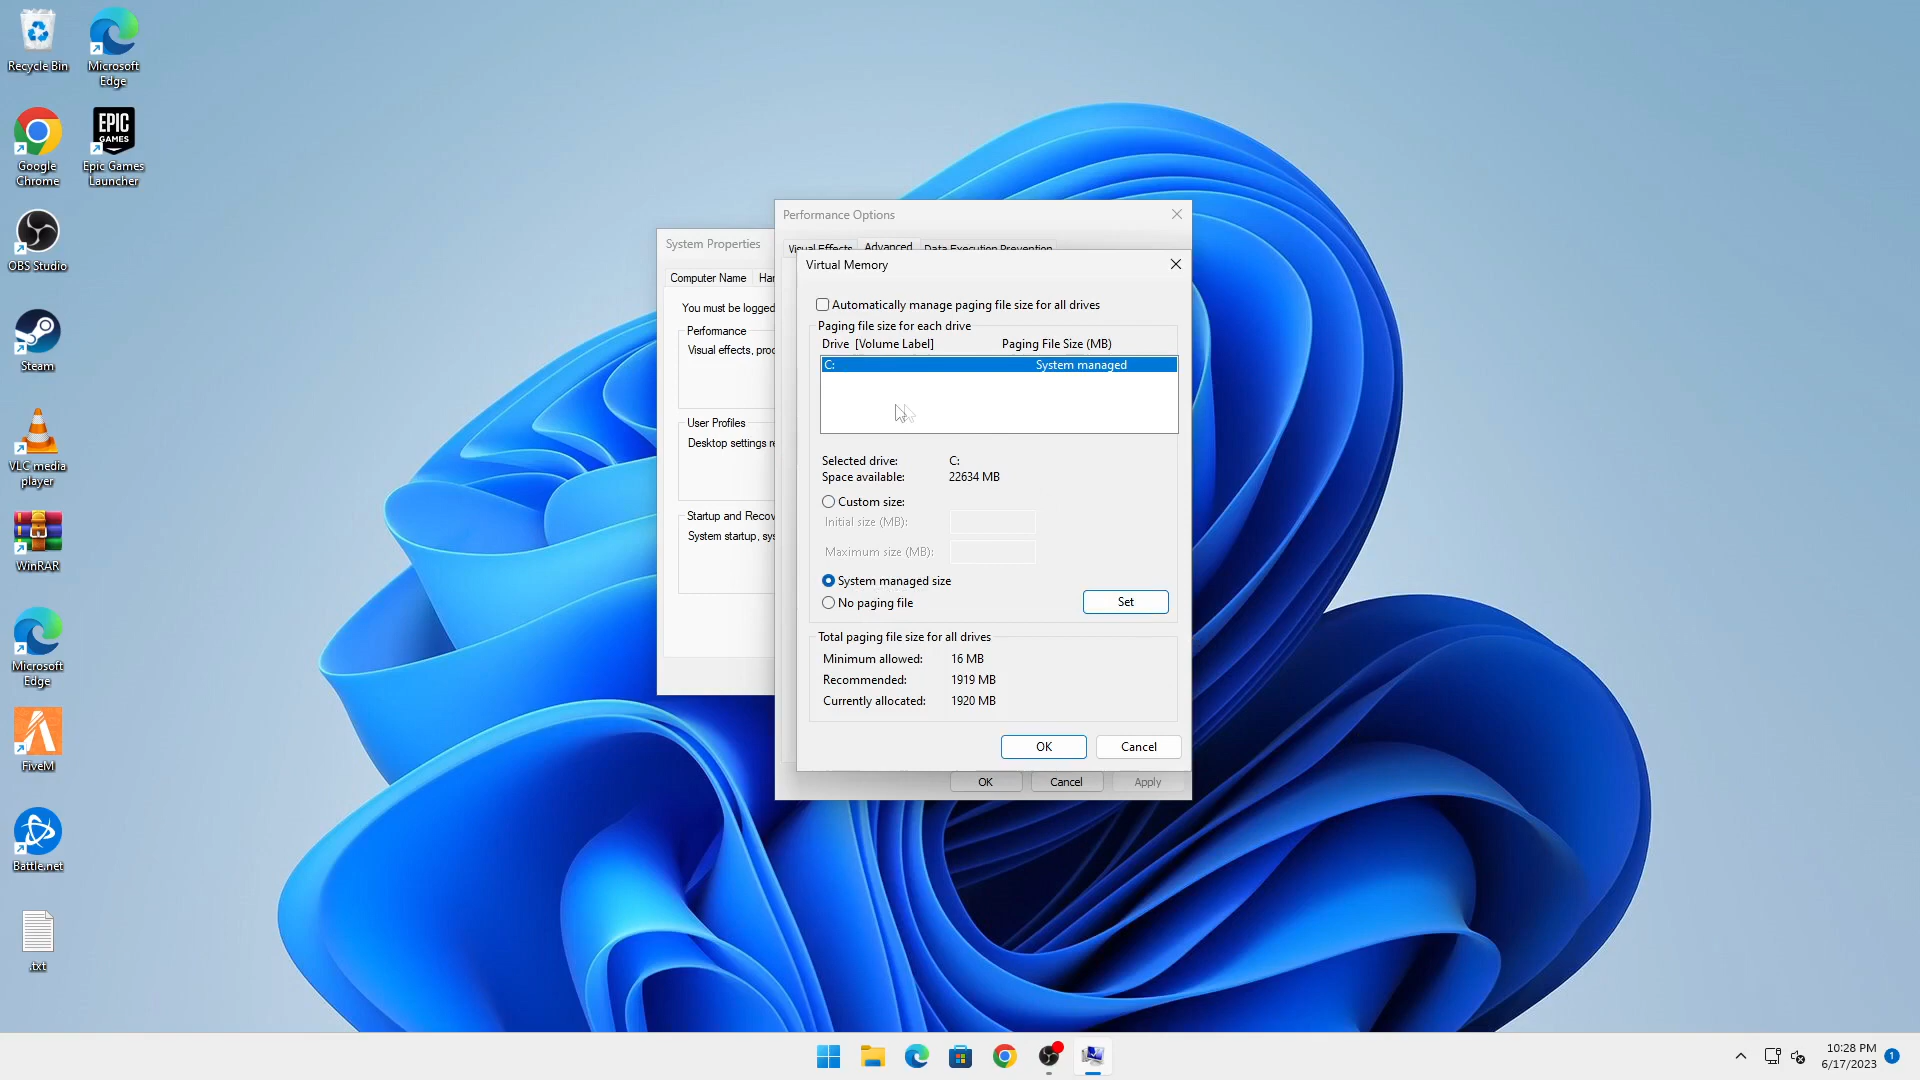 Recycle Bin
Microsoft
Edge
Google
Chrome
EPIC
GAMES
Epic Games
Launcher
OBS Studio
Steam
VLC media
player
WinRAR
Microsoft
Edge
FiveM
Battle.net
.txt
System Properties
Computer Name
Har
You must be logged
Performance
Visual effects, proc
User Profiles
Desktop settings re
Startup and Recov
System startup, sys
Performance Options
Visual Effects
Advanced
Data Execution Prevention
Virtual Memory
Automatically manage paging file size for all drives
Paging file size for each drive
Drive [Volume Label]
Paging File Size (MB)
C:
System managed
Selected drive:
C:
Space available:
22634 MB
Custom size:
Initial size (MB):
Maximum size (MB):
System managed size
No paging file
Set
Total paging file size for all drives
Minimum allowed:
16 MB
Recommended:
1919 MB
Currently allocated:
1920 MB
OK
Cancel
OK
Cancel
Apply
10:28 PM
6/17/2023
1